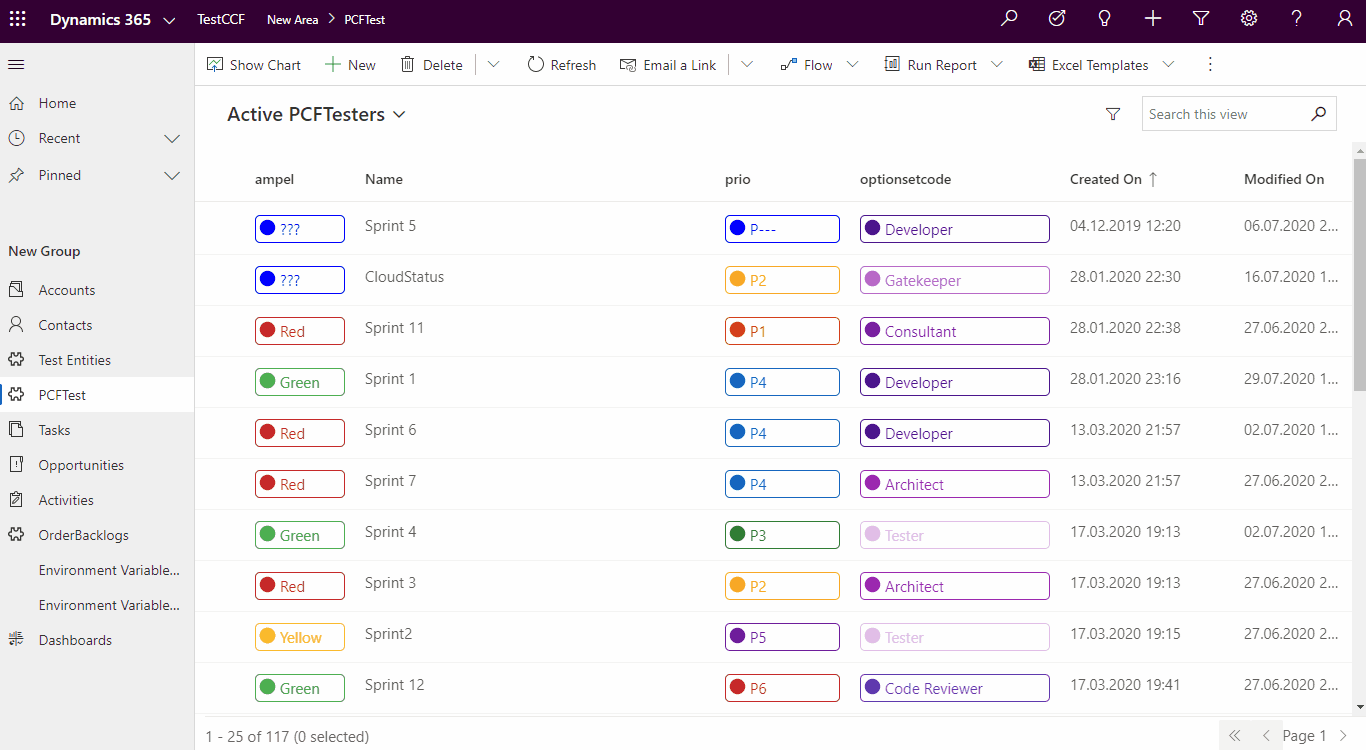 Dynamics 365 TestCCF New Area PCFTest
Show Chart New Delete Refresh Email a Link Flow Run Report Excel Templates
Home
Recent
Pinned
New Group
Accounts
Contacts
Test Entities
PCFTest
Tasks
Opportunities
Activities
OrderBacklogs
Environment Variable...
Environment Variable...
Dashboards
Active PCFTesters Search this view
ampel Name prio optionsetcode Created On Modified On
??? Sprint 5 P--- Developer 04.12.2019 12:20 06.07.2020 2...
??? CloudStatus P2 Gatekeeper 28.01.2020 22:30 16.07.2020 1...
Red Sprint 11 P1 Consultant 28.01.2020 22:38 27.06.2020 2...
Green Sprint 1 P4 Developer 28.01.2020 23:16 29.07.2020 1...
Red Sprint 6 P4 Developer 13.03.2020 21:57 02.07.2020 1...
Red Sprint 7 P4 Architect 13.03.2020 21:57 27.06.2020 2...
Green Sprint 4 P3 Tester 17.03.2020 19:13 02.07.2020 1...
Red Sprint 3 P2 Architect 17.03.2020 19:13 27.06.2020 2...
Yellow Sprint2 P5 Tester 17.03.2020 19:15 27.06.2020 2...
Green Sprint 12 P6 Code Reviewer 17.03.2020 19:41 27.06.2020 2...
1 - 25 of 117 (0 selected) Page 1